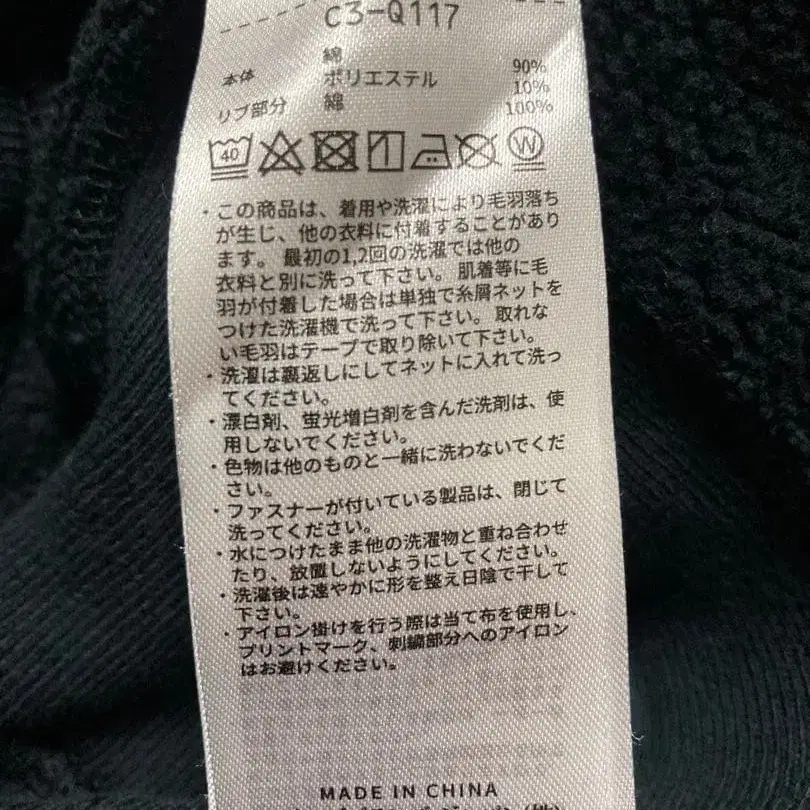 C3-Q117
綿 90%
本体 ポリエステル 10%
リブ部分 綿 100%
40
W
・この商品は、着用や洗濯により毛羽落ち
が生じ、他の衣料に付着することがあり
ます。最初の1,2回の洗濯では他の
衣料と別に洗って下さい。肌着等に毛
羽が付着した場合は単独で糸屑ネットを
つけた洗濯機で洗って下さい。取れな
い毛羽はテープで取り除いて下さい。
・洗濯は裏返しにしてネットに入れて洗っ
てください。
・漂白剤、蛍光増白剤を含んだ洗剤は、使
用しないでください。
・色物は他のものと一緒に洗わないでくだ
さい。
・ファスナーが付いている製品は、閉じて
洗ってください。
・水につけたまま他の洗濯物と重ね合わせ
たり、放置しないようにしてください。
・洗濯後は速やかに形を整え日陰で干して
下さい。
・アイロン掛けを行う際は当て布を使用し、
プリントマーク、刺繍部分へのアイロン
はお避けください。
MADE IN CHINA